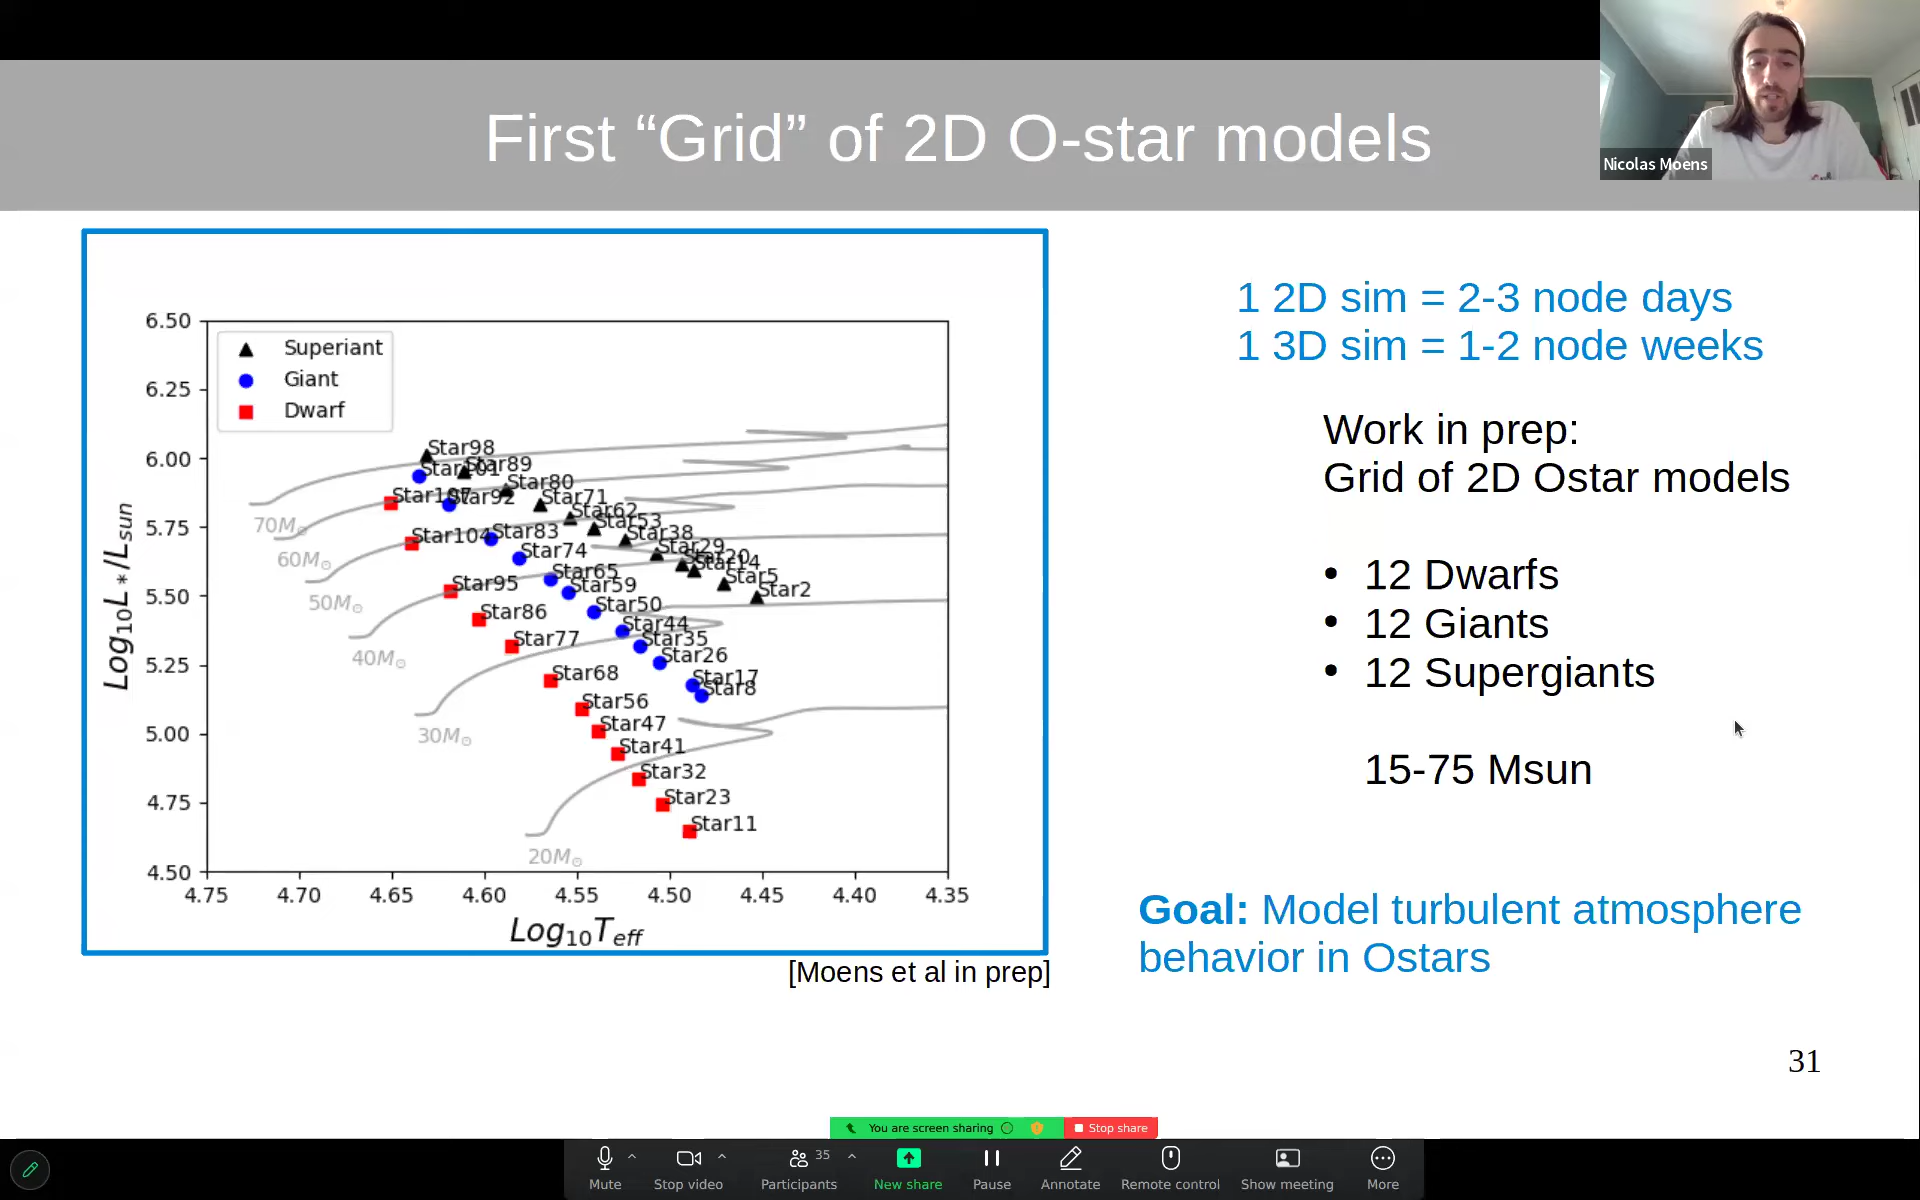 First “Grid” of 2D O-star models
Nicolas Moens
6.50
6.25
6.00
5.75
5.50
5.25
5.00
4.75
4.50
Log10L*/Lsun
Superiant
Giant
Dwarf
Star98
Star89
Star80
Star92
Star71
Star62
Star53
Star104
Star83
Star38
Star29
Star74
Star14
Star65
Star5
Star95
Star59
Star2
Star50
Star86
Star44
Star77
Star35
Star26
Star68
Star17
Star8
Star56
Star47
Star41
Star32
Star23
Star11
70M☉
60M☉
50M☉
40M☉
30M☉
20M☉
4.75 4.70 4.65 4.60 4.55 4.50 4.45 4.40 4.35
Log10Teff
[Moens et al in prep]
1 2D sim = 2-3 node days
1 3D sim = 1-2 node weeks
Work in prep:
Grid of 2D Ostar models
• 12 Dwarfs
• 12 Giants
• 12 Supergiants
15-75 Msun
Goal: Model turbulent atmosphere
behavior in Ostars
31
You are screen sharing
Stop share
35
Mute
Stop video
Participants
New share
Pause
Annotate
Remote control
Show meeting
More